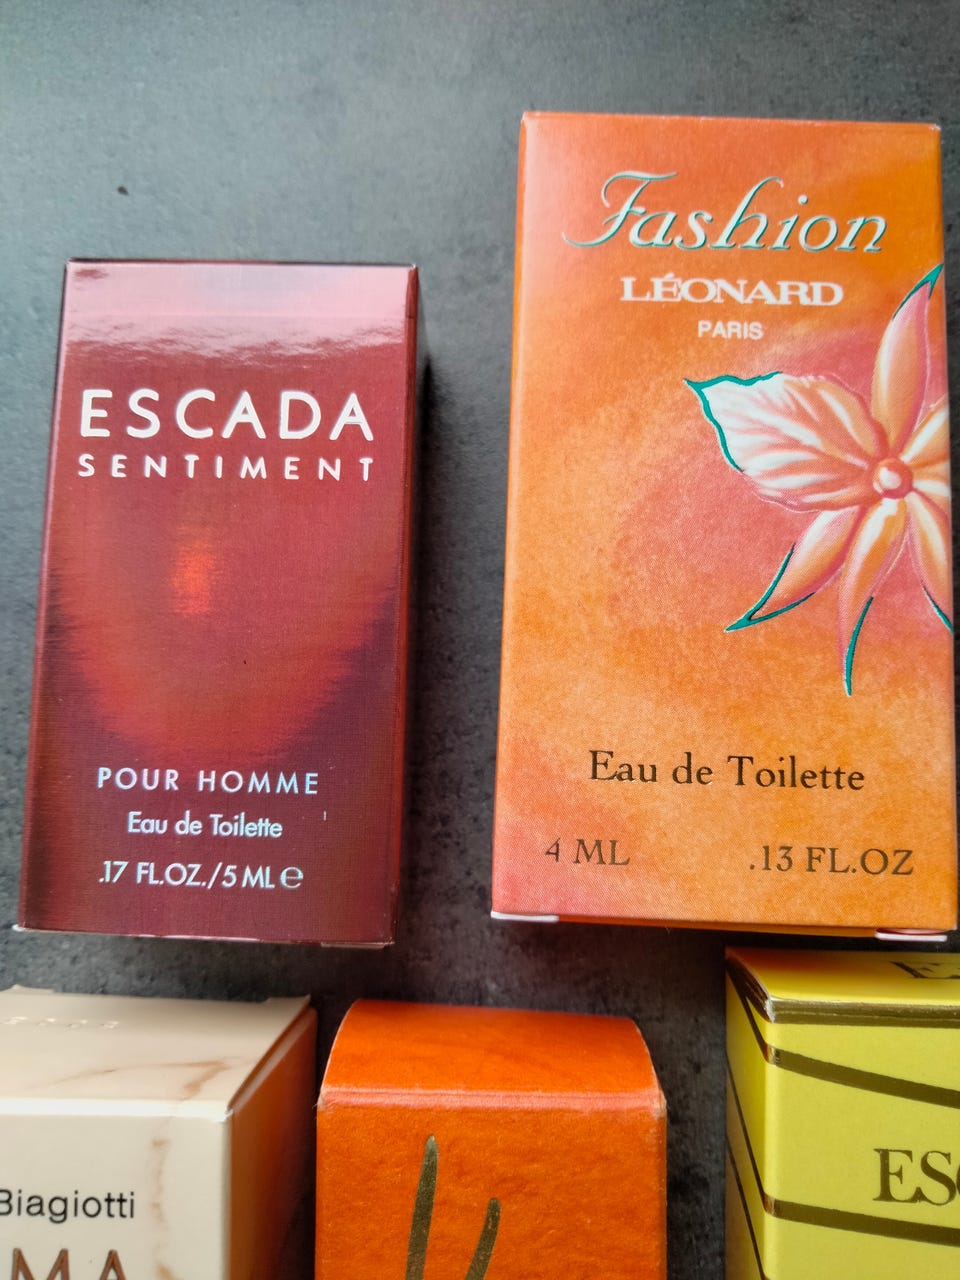 ESCADA
SENTIMENT
POUR HOMME
Eau de Toilette
.17 FL.OZ./5 ML e
Fashion
LÉONARD
PARIS
Eau de Toilette
4 ML .13 FL.OZ
Biagiotti
MA
ES